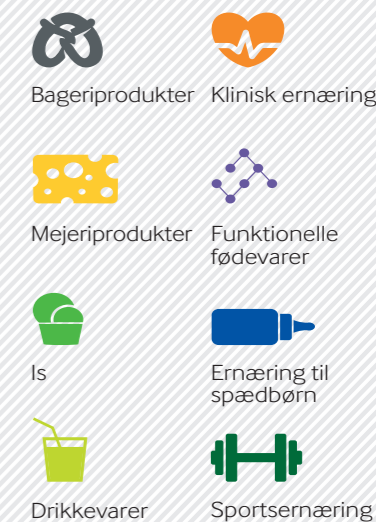 Bageriprodukter
Klinisk ernæring
Mejeriprodukter
Funktionelle
fødevarer
Is
Ernæring til
spædbørn
Drikkevarer
Sportsernæring